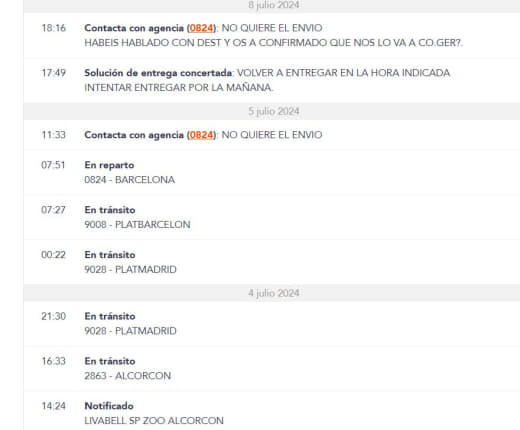 8 julio 2024
18:16 Contacta con agencia (0824): NO QUIERE EL ENVIO
HABEIS HABLADO CON DEST Y OS A CONFIRMADO QUE NOS LO VA A CO.GER?.
17:49 Solución de entrega concertada: VOLVER A ENTREGAR EN LA HORA INDICADA
INTENTAR ENTREGAR POR LA MAÑANA.
5 julio 2024
11:33 Contacta con agencia (0824): NO QUIERE EL ENVIO
07:51 En reparto
0824 - BARCELONA
07:27 En tránsito
9008 - PLATBARCELON
00:22 En tránsito
9028 - PLATMADRID
4 julio 2024
21:30 En tránsito
9028 - PLATMADRID
16:33 En tránsito
2863 - ALCORCON
14:24 Notificado
LIVABELL SP ZOO ALCORCON